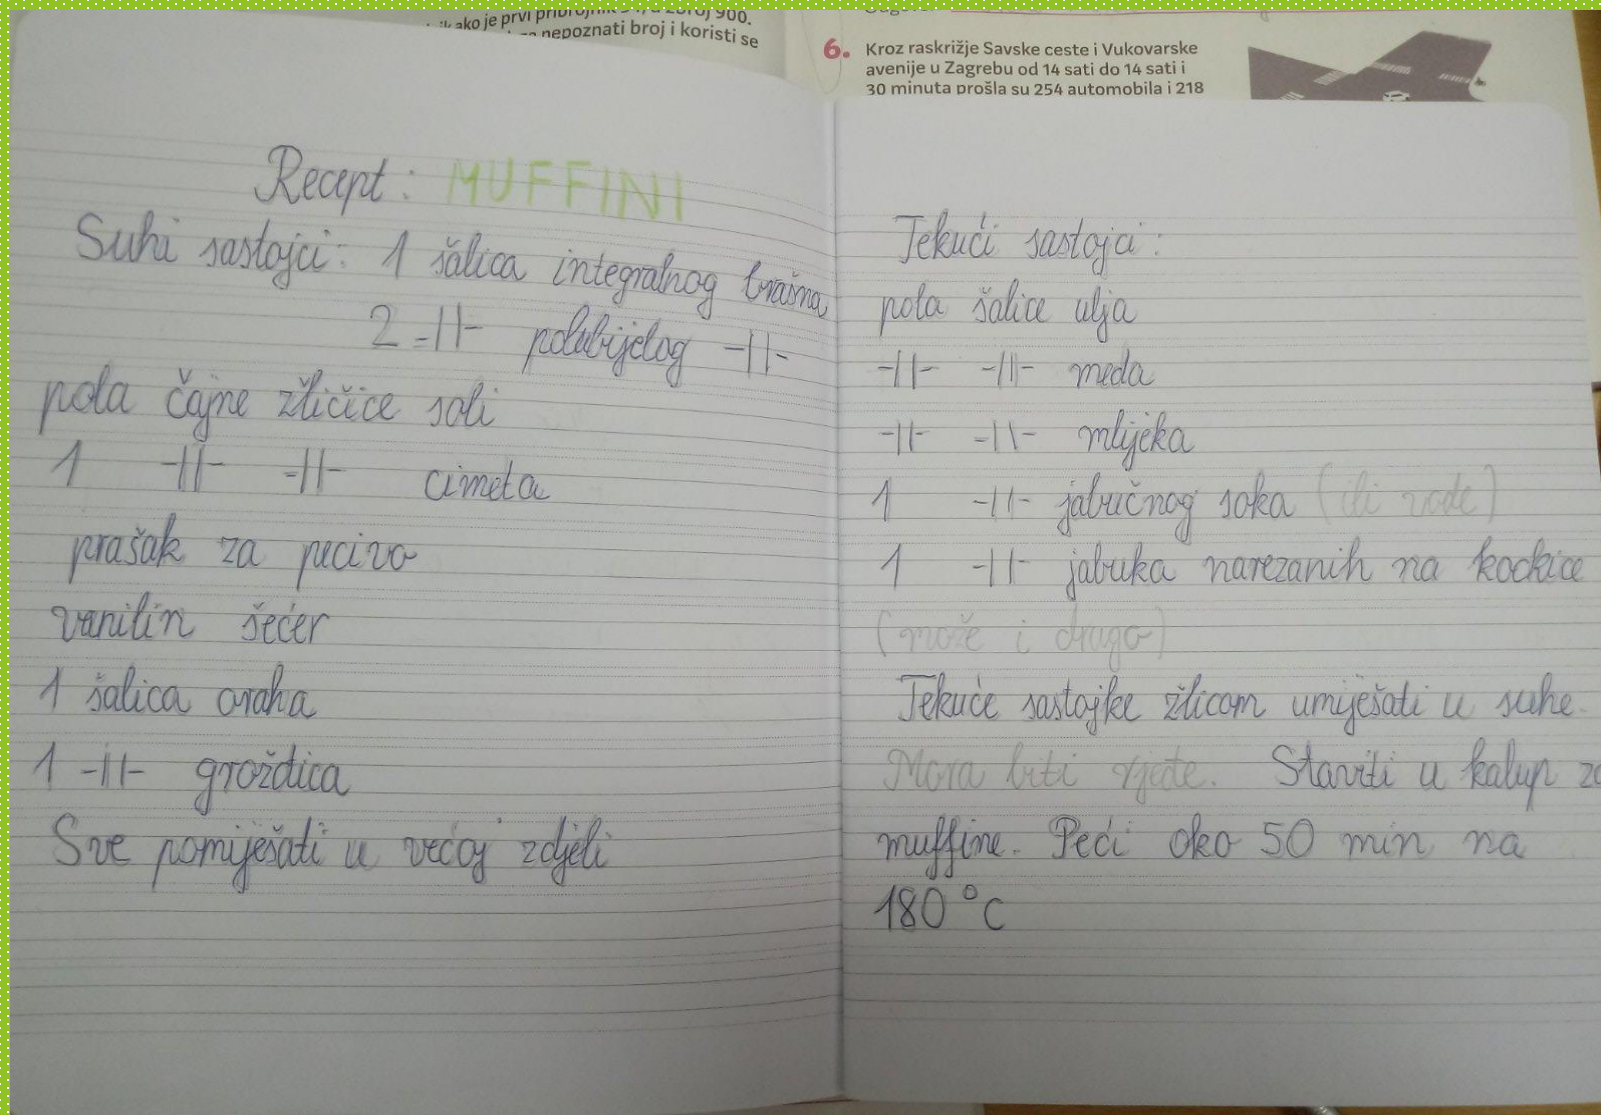 ako je prvi pribrojnik
broj 900.
nepoznati broj i koristi se
6. Kroz raskrižje Savske ceste i Vukovarske
avenije u Zagrebu od 14 sati do 14 sati i
30 minuta prošla su 254 automobila i 218
Recept: MUFFINI
Suhi sastojci: 1 šalica integralnog brašna
2 -||- polubijelog -||-
pola čajne žličice soli
1 -||- -||- cimeta
prašak za pecivo
vanilin šećer
1 šalica oraha
1 -||- grožđica
Sve pomiješati u većoj zdjeli
Tekući sastojci:
pola šalice ulja
-||- -||- meda
-||- -||- mlijeka
1 -||- jabučnog soka (ili vode)
1 -||- jabuka narezanih na kockice
(može i drugo)
Tekuće sastojke žlicom umiješati u suhe.
Mora biti rjeđe. Staviti u kalup za
muffine. Peći oko 50 min na
180 °C